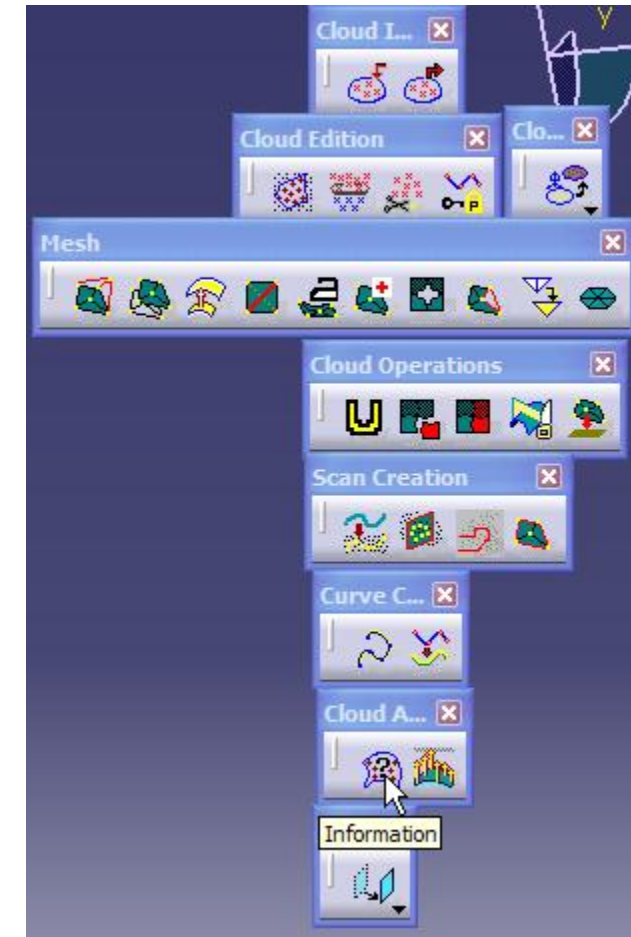 Cloud I...
y
Cloud Edition
Clo...
P
Mesh
Cloud Operations
Scan Creation
Curve C...
Cloud A...
?
Information